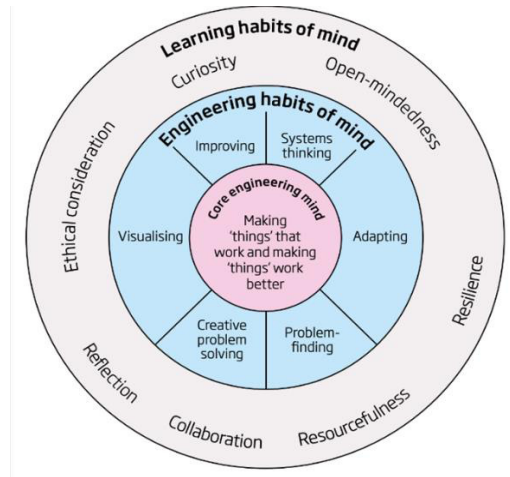 Learning habits of mind
Curiosity
Open-mindedness
Resilience
Resourcefulness
Collaboration
Reflection
Ethical consideration
Engineering habits of mind
Improving
Systems
thinking
Adapting
Problem-
finding
Creative
problem
solving
Visualising
Core engineering mind
Making
'things' that
work and making
'things' work
better